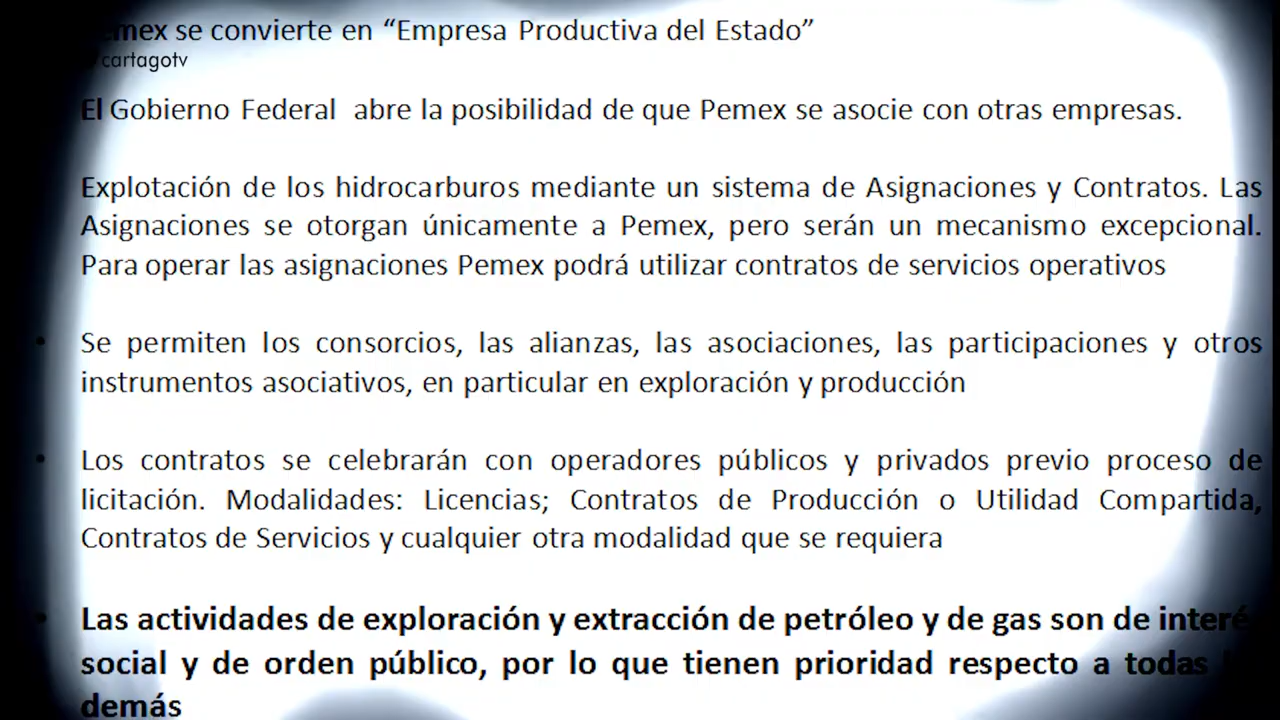 Pemex se convierte en “Empresa Productiva del Estado”
cartagotv
El Gobierno Federal abre la posibilidad de que Pemex se asocie con otras empresas.
Explotación de los hidrocarburos mediante un sistema de Asignaciones y Contratos. Las
Asignaciones se otorgan únicamente a Pemex, pero serán un mecanismo excepcional.
Para operar las asignaciones Pemex podrá utilizar contratos de servicios operativos
• Se permiten los consorcios, las alianzas, las asociaciones, las participaciones y otros
instrumentos asociativos, en particular en exploración y producción
• Los contratos se celebrarán con operadores públicos y privados previo proceso de
licitación. Modalidades: Licencias; Contratos de Producción o Utilidad Compartida,
Contratos de Servicios y cualquier otra modalidad que se requiera
• Las actividades de exploración y extracción de petróleo y de gas son de interés
social y de orden público, por lo que tienen prioridad respecto a todas
demás